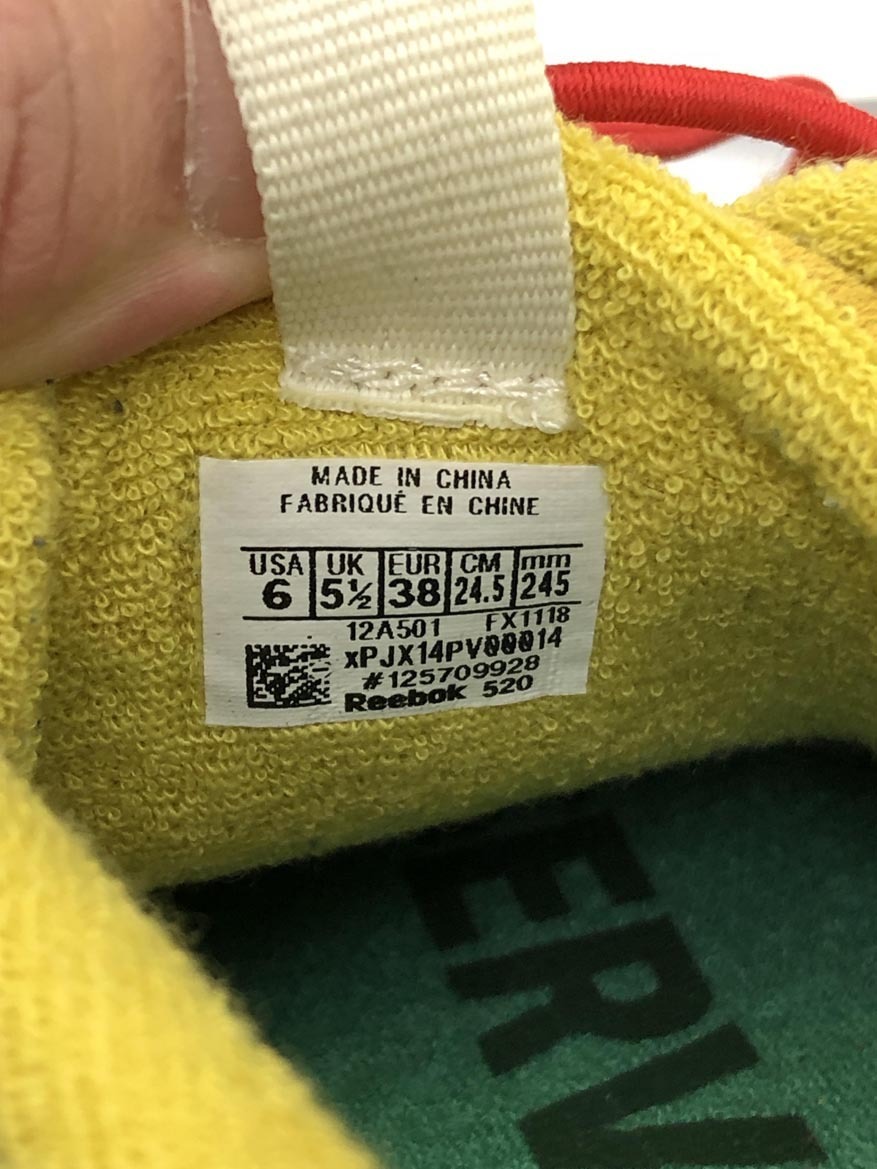 MADE IN CHINA
FABRIQUÉ EN CHINE
USA UK EUR CM mm
6 5½ 38 24.5 245
12A501 FX1118
xPJX14PV00014
#125709928
Reebok 520
ERV